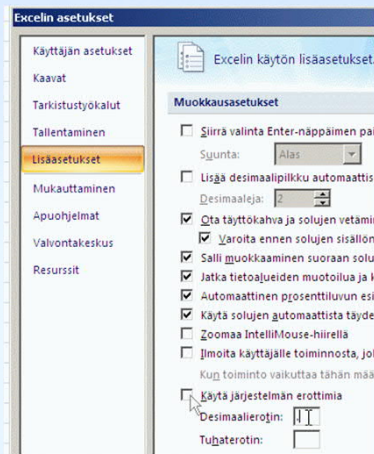 Excelin asetukset
Käyttäjän asetukset
Kaavat
Tarkistustyökalut
Tallentaminen
Lisäasetukset
Mukauttaminen
Apuohjelmat
Valvontakeskus
Resurssit
Excelin käytön lisäasetukset
Muokkausasetukset
Siirrä valinta Enter-näppäimen pai
Suunta: Alas
Lisää desimaalipilkku automaattis
Desimaaleja: 2
Ota täyttökahva ja solujen vetämin
Varoita ennen solujen sisällön
Salli muokkaaminen suoraan solu
Jatka tietoalueiden muotoilua ja k
Automaattinen prosenttiluvun esi
Käytä solujen automaattista täyde
Zoomaa IntelliMouse-hiirellä
Ilmoita käyttäjälle toiminnosta, jol
Kun toiminto vaikuttaa tähän mää
Käytä järjestelmän erottimia
Desimaalierotin:
Tuhaterotin: